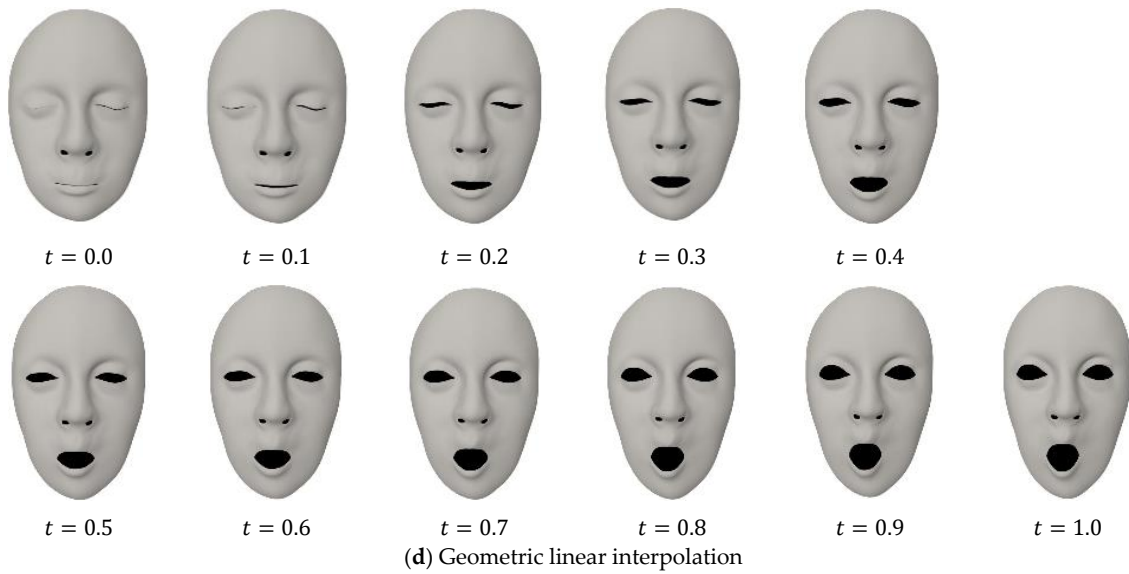 t = 0.0 t = 0.1 t = 0.2 t = 0.3 t = 0.4
t = 0.5 t = 0.6 t = 0.7 t = 0.8 t = 0.9 t = 1.0
(d) Geometric linear interpolation